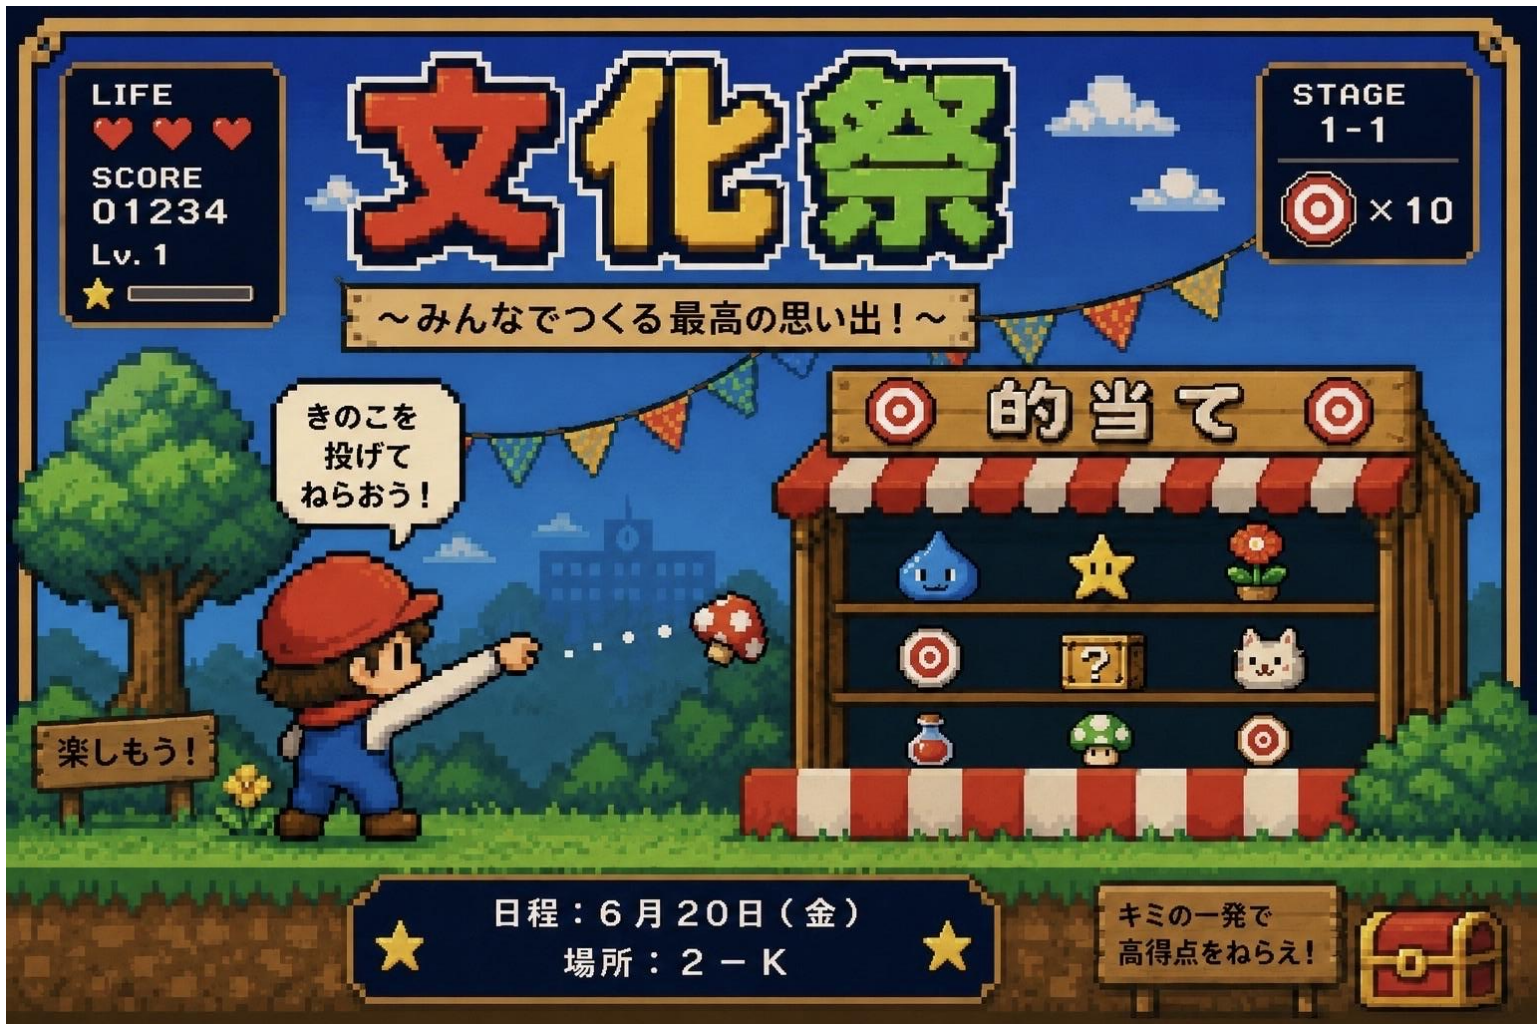 LIFE
SCORE
01234
Lv. 1
文化祭
～みんなでつくる最高の思い出！～
STAGE
1-1
×10
きのこを
投げて
ねらおう！
的当て
?
楽しもう！
日程：6月20日（金）
場所：2－K
キミの一発で
高得点をねらえ！